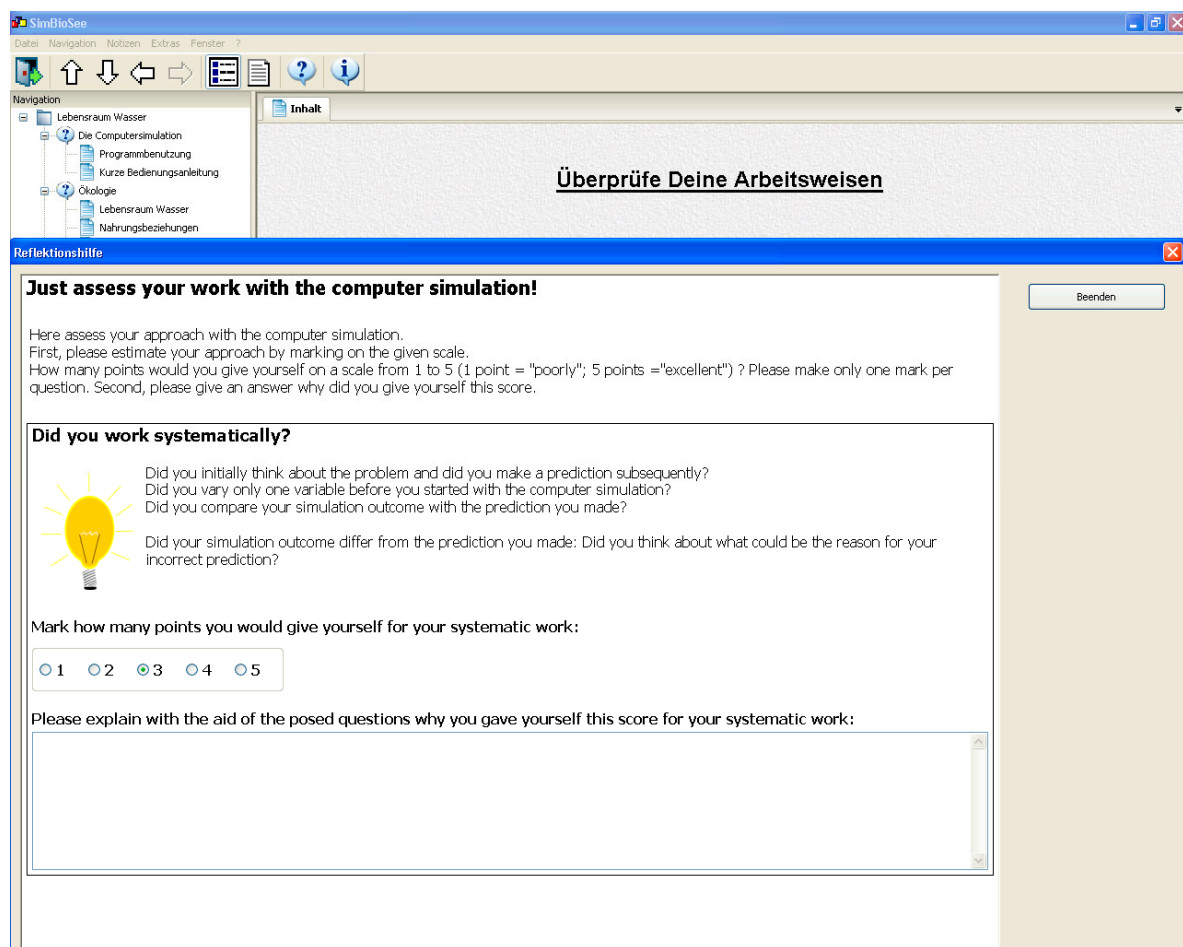 SimBioSee
Datei Navigation Notizen Extras Fenster ?
Navigation
Lebensraum Wasser
Die Computersimulation
Programmbenutzung
Kurze Bedienungsanleitung
Ökologie
Lebensraum Wasser
Nahrungsbeziehungen
Inhalt
Überprüfe Deine Arbeitsweisen
Reflektionshilfe
Beenden
Just assess your work with the computer simulation!
Here assess your approach with the computer simulation.
First, please estimate your approach by marking on the given scale.
How many points would you give yourself on a scale from 1 to 5 (1 point = "poorly"; 5 points ="excellent") ? Please make only one mark per
question. Second, please give an answer why did you give yourself this score.
Did you work systematically?
Did you initially think about the problem and did you make a prediction subsequently?
Did you vary only one variable before you started with the computer simulation?
Did you compare your simulation outcome with the prediction you made?
Did your simulation outcome differ from the prediction you made: Did you think about what could be the reason for your
incorrect prediction?
Mark how many points you would give yourself for your systematic work:
1 2 3 4 5
Please explain with the aid of the posed questions why you gave yourself this score for your systematic work: